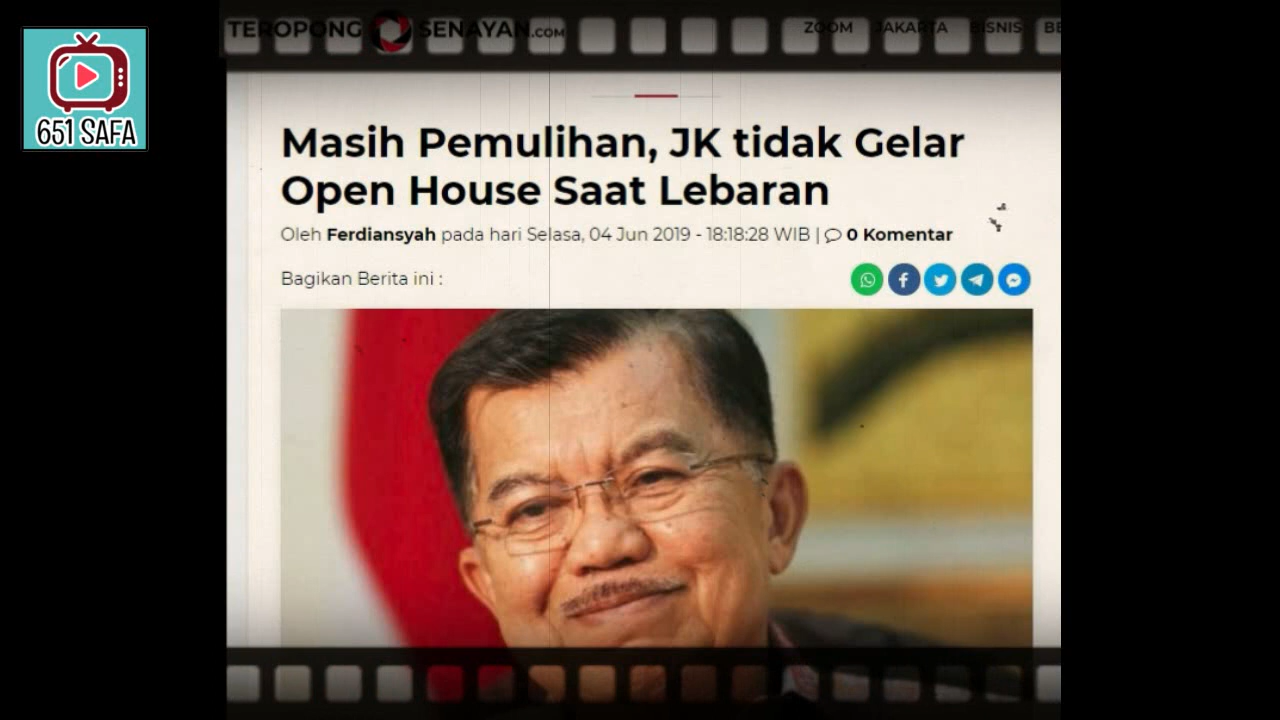 TEROPONG SENAYAN.COM
ZOOM JAKARTA BISNIS BE
651 SAFA
Masih Pemulihan, JK tidak Gelar
Open House Saat Lebaran
Oleh Ferdiansyah pada hari Selasa, 04 Jun 2019 - 18:18:28 WIB | 0 Komentar
Bagikan Berita ini :